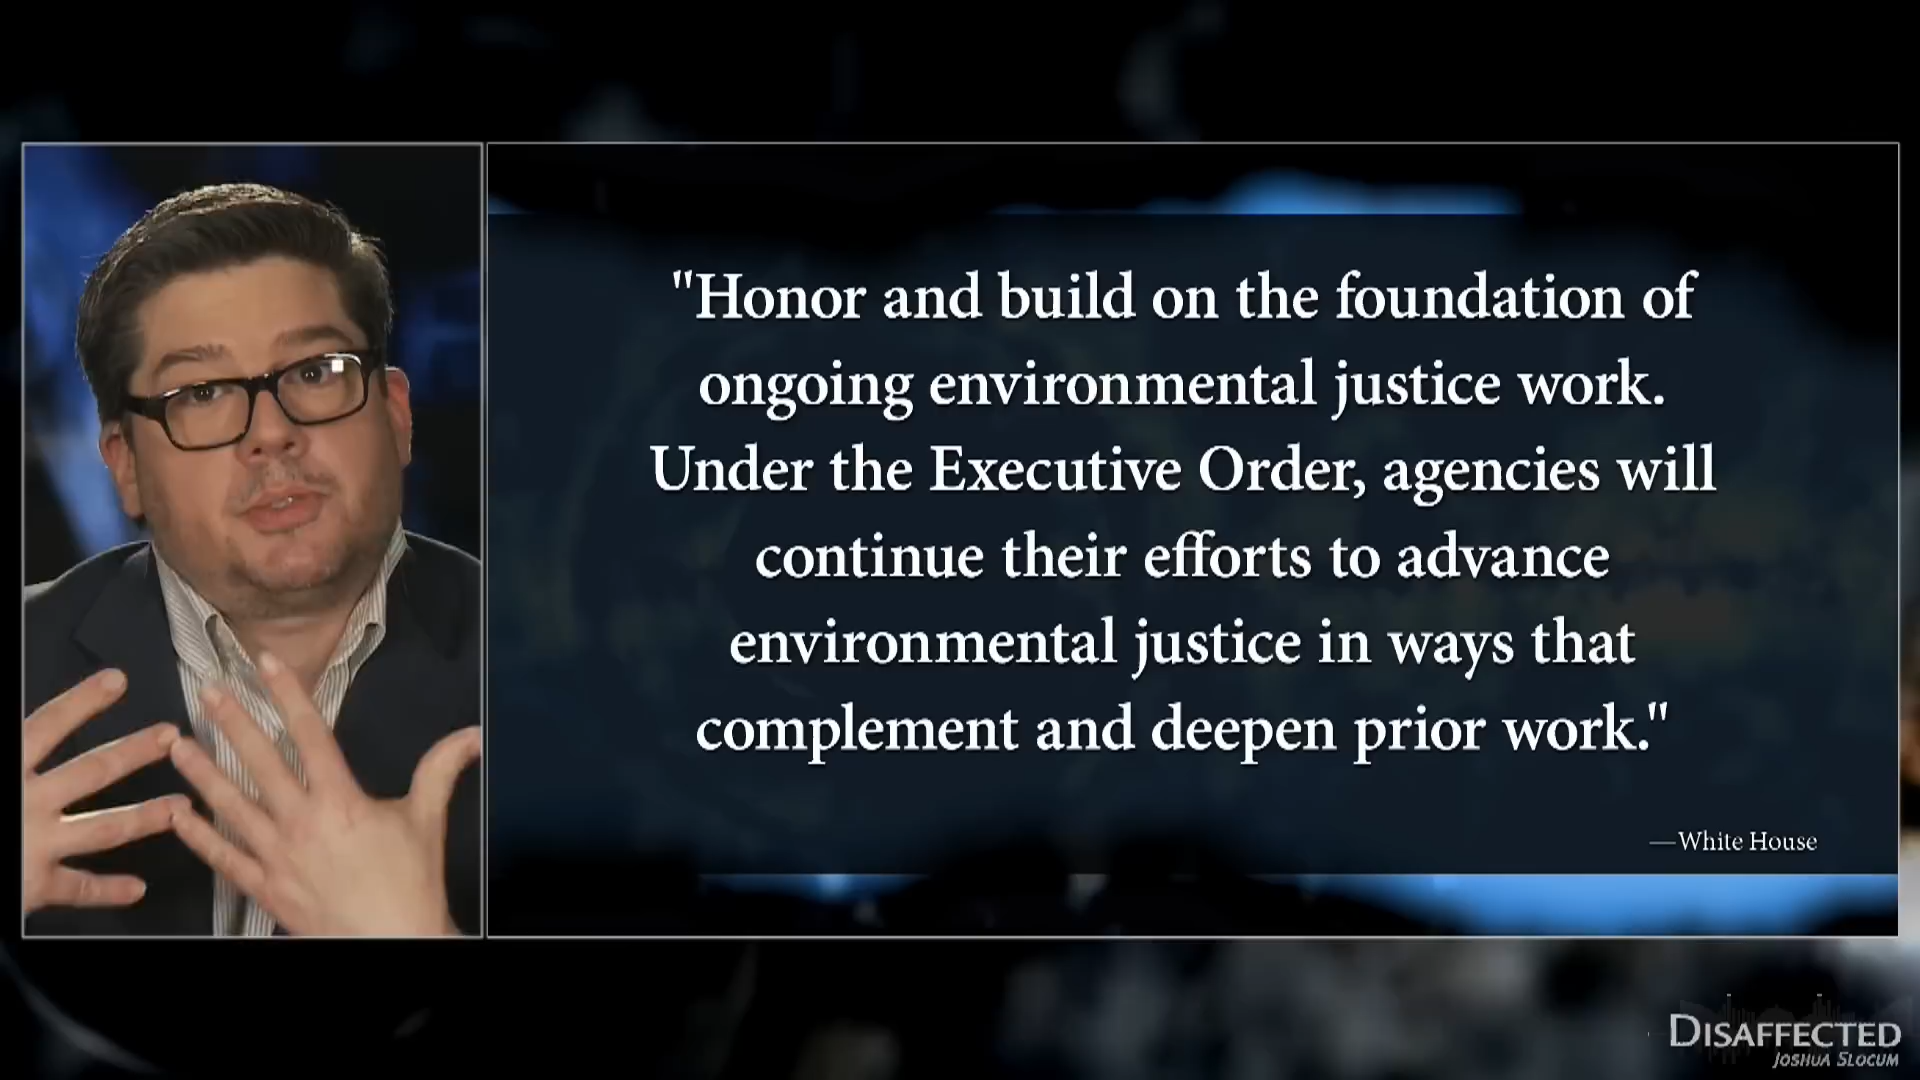 "Honor and build on the foundation of
ongoing environmental justice work.
Under the Executive Order, agencies will
continue their efforts to advance
environmental justice in ways that
complement and deepen prior work."
—White House
DISAFFECTED
JOSHUA SLOCUM